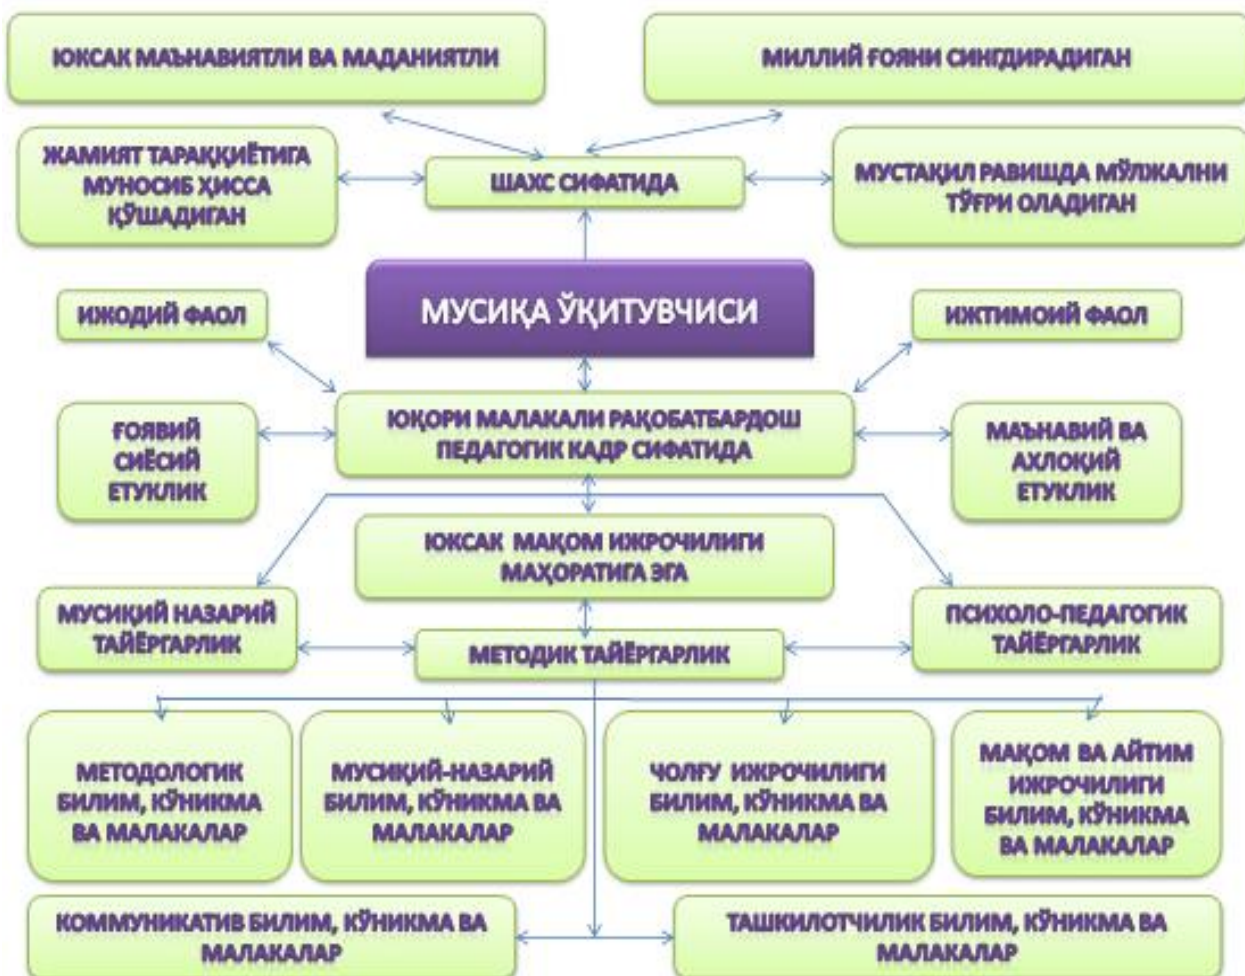 ЮКСАК МАЪНАВИЯТЛИ ВА МАДАНИЯТЛИ
МИЛЛИЙ ҒОЯНИ СИНГДИРАДИГАН
ЖАМИЯТ ТАРАҚҚИЁТИГА
МУНОСИБ ҲИССА
ҚЎШАДИГАН
ШАХС СИФАТИДА
МУСТАҚИЛ РАВИШДА МЎЛЖАЛНИ
ТЎҒРИ ОЛАДИГАН
МУСИҚА ЎҚИТУВЧИСИ
ИЖОДИЙ ФАОЛ
ИЖТИМОИЙ ФАОЛ
ЮҚОРИ МАЛАКАЛИ РАҚОБАТБАРДОШ
ПЕДАГОГИК КАДР СИФАТИДА
ҒОЯВИЙ
СИЁСИЙ
ЕТУКЛИК
МАЪНАВИЙ ВА
АХЛОҚИЙ
ЕТУКЛИК
ЮКСАК МАҚОМ ИЖРОЧИЛИГИ
МАҲОРАТИГА ЭГА
МУСИҚИЙ НАЗАРИЙ
ТАЙЁРГАРЛИК
МЕТОДИК ТАЙЁРГАРЛИК
ПСИХОЛО-ПЕДАГОГИК
ТАЙЁРГАРЛИК
МЕТОДОЛОГИК
БИЛИМ, КЎНИКМА
ВА МАЛАКАЛАР
МУСИҚИЙ-НАЗАРИЙ
БИЛИМ, КЎНИКМА ВА
МАЛАКАЛАР
ЧОЛҒУ ИЖРОЧИЛИГИ
БИЛИМ, КЎНИКМА ВА
МАЛАКАЛАР
МАҚОМ ВА АЙТИМ
ИЖРОЧИЛИГИ
БИЛИМ, КЎНИКМА
ВА МАЛАКАЛАР
КОММУНИКАТИВ БИЛИМ, КЎНИКМА ВА
МАЛАКАЛАР
ТАШКИЛОТЧИЛИК БИЛИМ, КЎНИКМА ВА
МАЛАКАЛАР